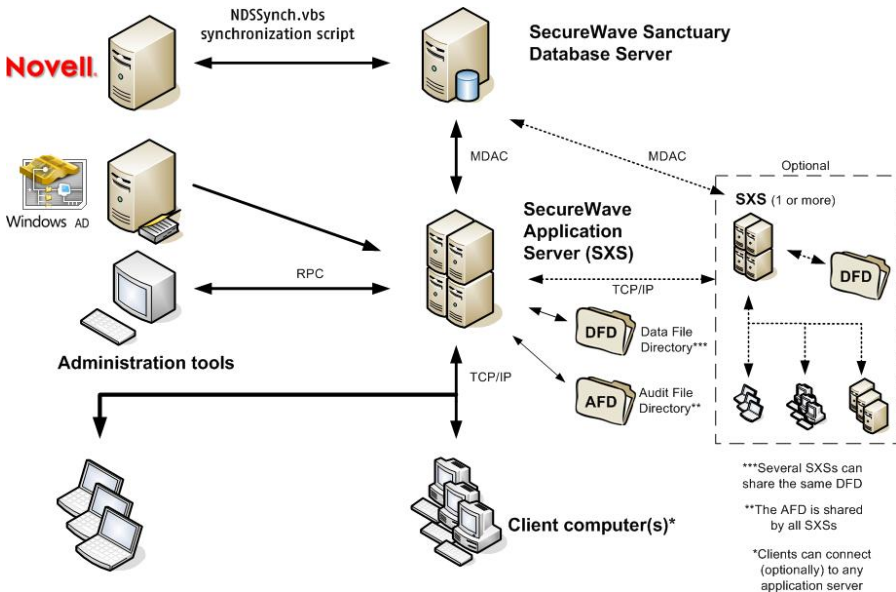 NDSSynch.vbs
synchronization script
Novell.
SecureWave Sanctuary
Database Server
MDAC
MDAC
Optional
Windows AD
SXS (1 or more)
SecureWave
Application
Server (SXS)
DFD
RPC
TCP/IP
DFD
Data File
Directory***
Administration tools
TCP/IP
AFD
Audit File
Directory**
Client computer(s)*
***Several SXSs can
share the same DFD
**The AFD is shared
by all SXSs
*Clients can connect
(optionally) to any
application server